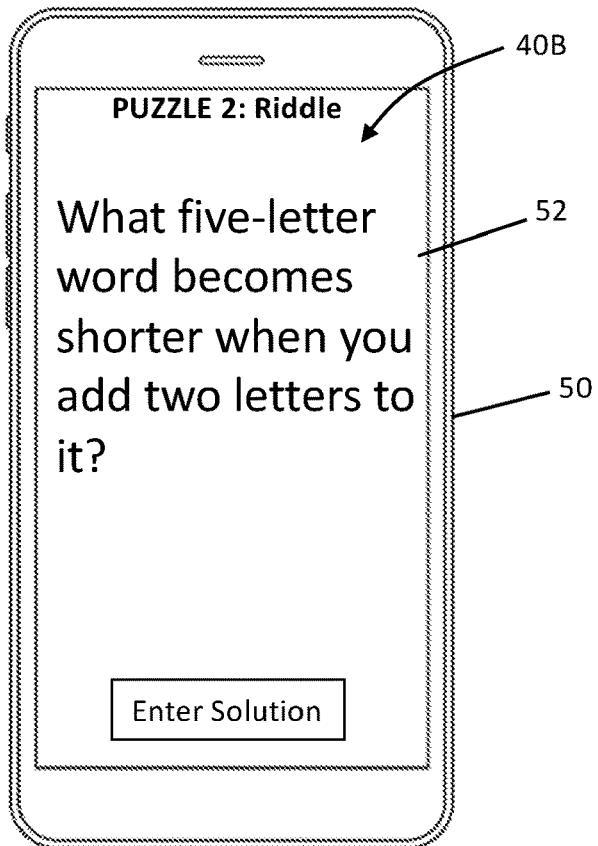 40B
PUZZLE 2: Riddle
What five-letter
word becomes
shorter when you
add two letters to
it?
52
50
Enter Solution